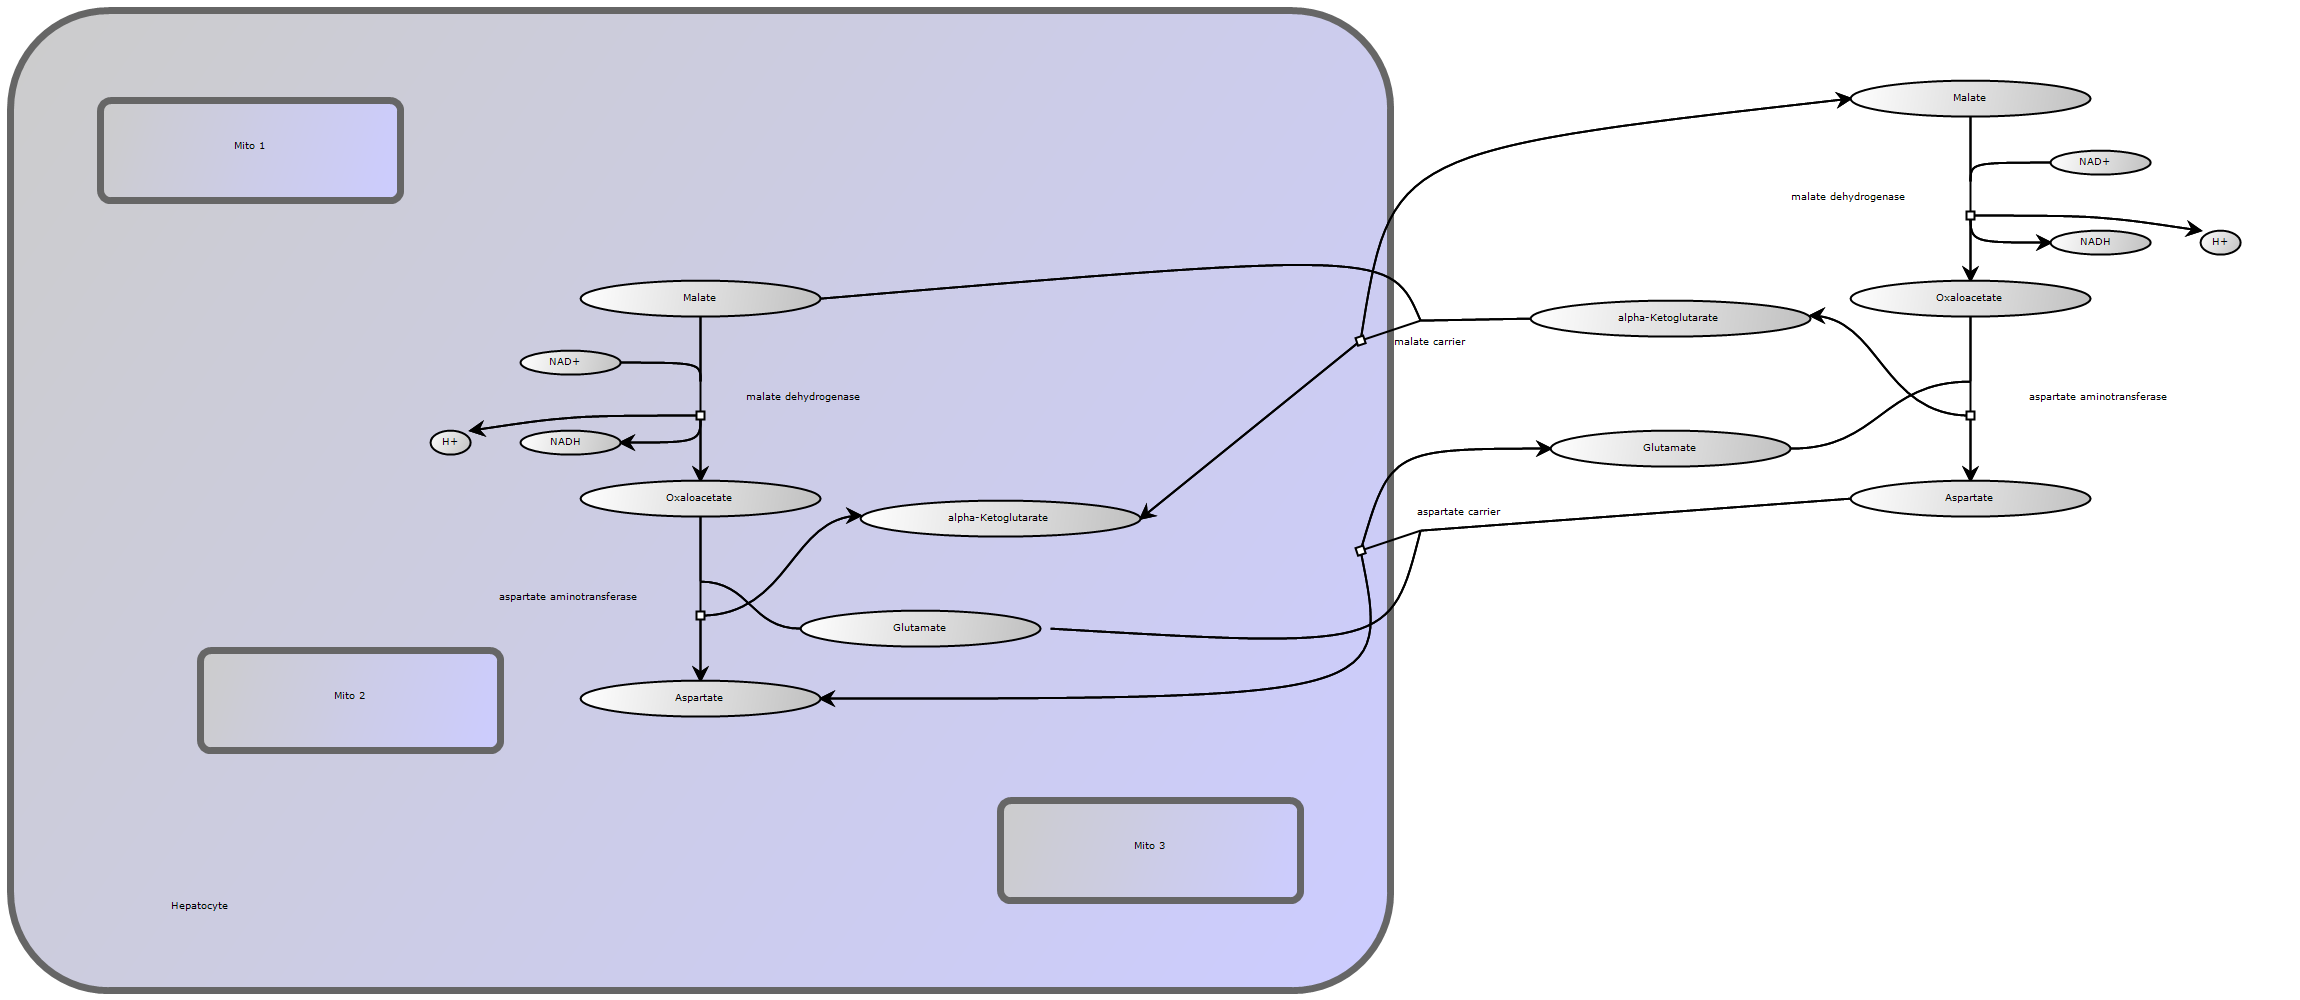 Malate
Mito 1
NAD+
malate dehydrogenase
NADH
H+
Malate
Oxaloacetate
alpha-Ketoglutarate
malate carrier
NAD+
malate dehydrogenase
aspartate aminotransferase
H+
NADH
Glutamate
Oxaloacetate
Aspartate
aspartate carrier
alpha-Ketoglutarate
aspartate aminotransferase
Glutamate
Mito 2
Aspartate
Mito 3
Hepatocyte